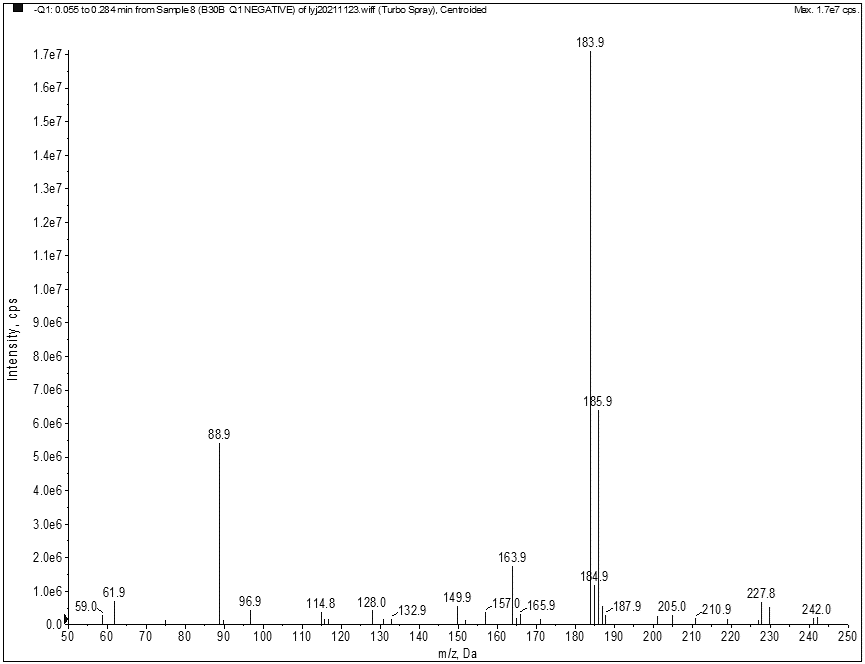 -Q1: 0.055 to 0.284 min from Sample 8 (B30B Q1 NEGATIVE) of lyj20211123.wiff (Turbo Spray), Centroided
Max. 1.7e7 cps.
183.9
1.7e7
1.6e7
1.5e7
1.4e7
1.3e7
1.2e7
1.1e7
1.0e7
9.0e6
8.0e6
7.0e6
6.0e6
5.0e6
4.0e6
3.0e6
2.0e6
1.0e6
0.0
Intensity, cps
185.9
88.9
163.9
184.9
61.9
59.0
96.9
114.8
128.0
132.9
149.9
157.0
165.9
187.9
205.0
210.9
227.8
242.0
50 60 70 80 90 100 110 120 130 140 150 160 170 180 190 200 210 220 230 240 250
m/z, Da